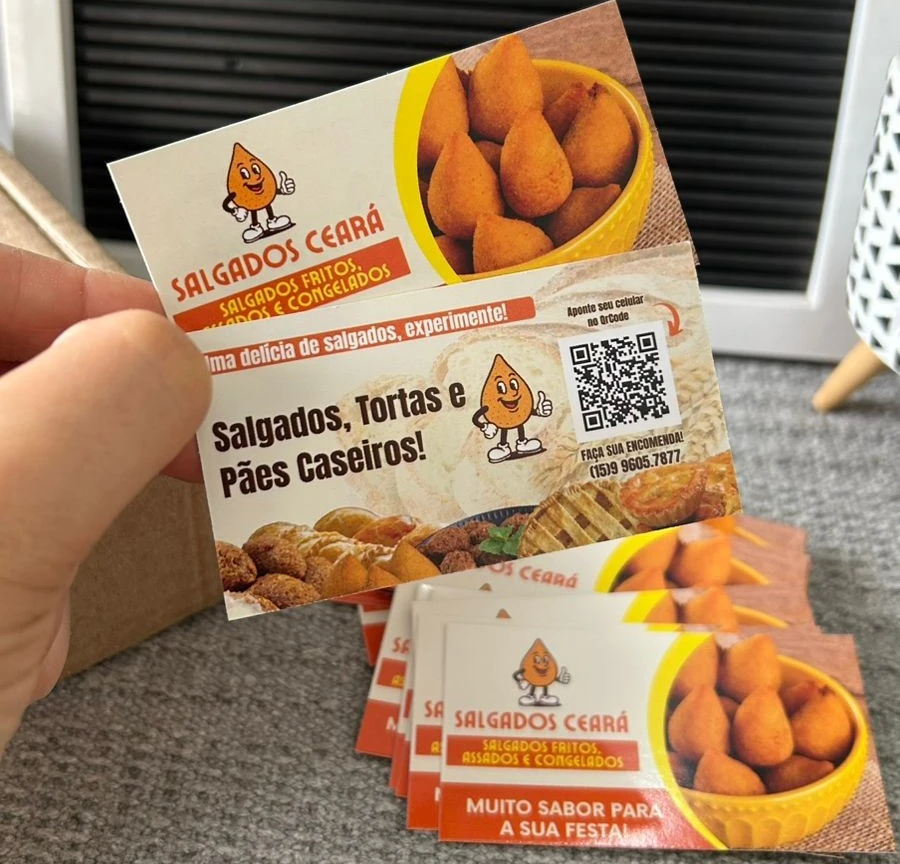 SALGADOS CEARÁ
SALGADOS FRITOS,
ASSADOS E CONGELADOS
Uma delícia de salgados, experimente!
Aponte seu celular
no QrCode
Salgados, Tortas e
Pães Caseiros!
FAÇA SUA ENCOMENDA!
(15)9 9605.7877
OS CEARÁ
SALGADOS CEARÁ
SALGADOS FRITOS,
ASSADOS E CONGELADOS
MUITO SABOR PARA
A SUA FESTA!